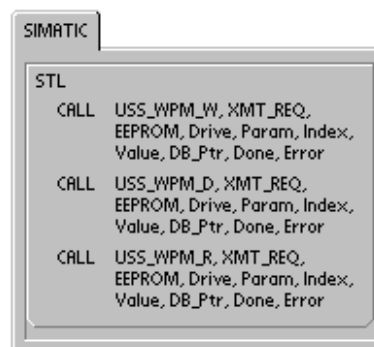 SIMATIC
STL
CALL USS_WPM_W, XMT_REQ,
EEPROM, Drive, Param, Index,
Value, DB_Ptr, Done, Error
CALL USS_WPM_D, XMT_REQ,
EEPROM, Drive, Param, Index,
Value, DB_Ptr, Done, Error
CALL USS_WPM_R, XMT_REQ,
EEPROM, Drive, Param, Index,
Value, DB_Ptr, Done, Error